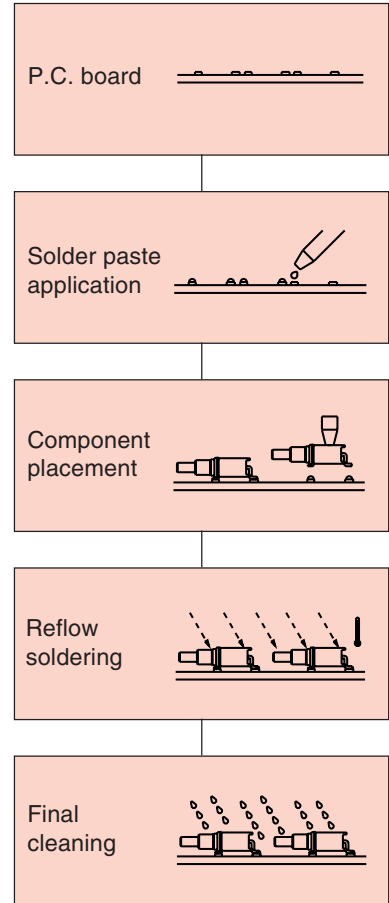 P.C. board
Solder paste
application
Component
placement
Reflow
soldering
Final
cleaning